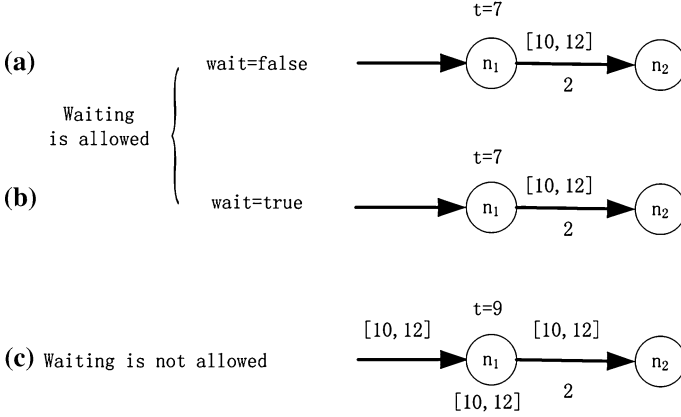 t=7
(a) wait=false n1 [10, 12] 2 n2
Waiting
is allowed
t=7
(b) wait=true n1 [10, 12] 2 n2
t=9
[10, 12] [10, 12]
(c) Waiting is not allowed n1 n2
[10, 12] 2